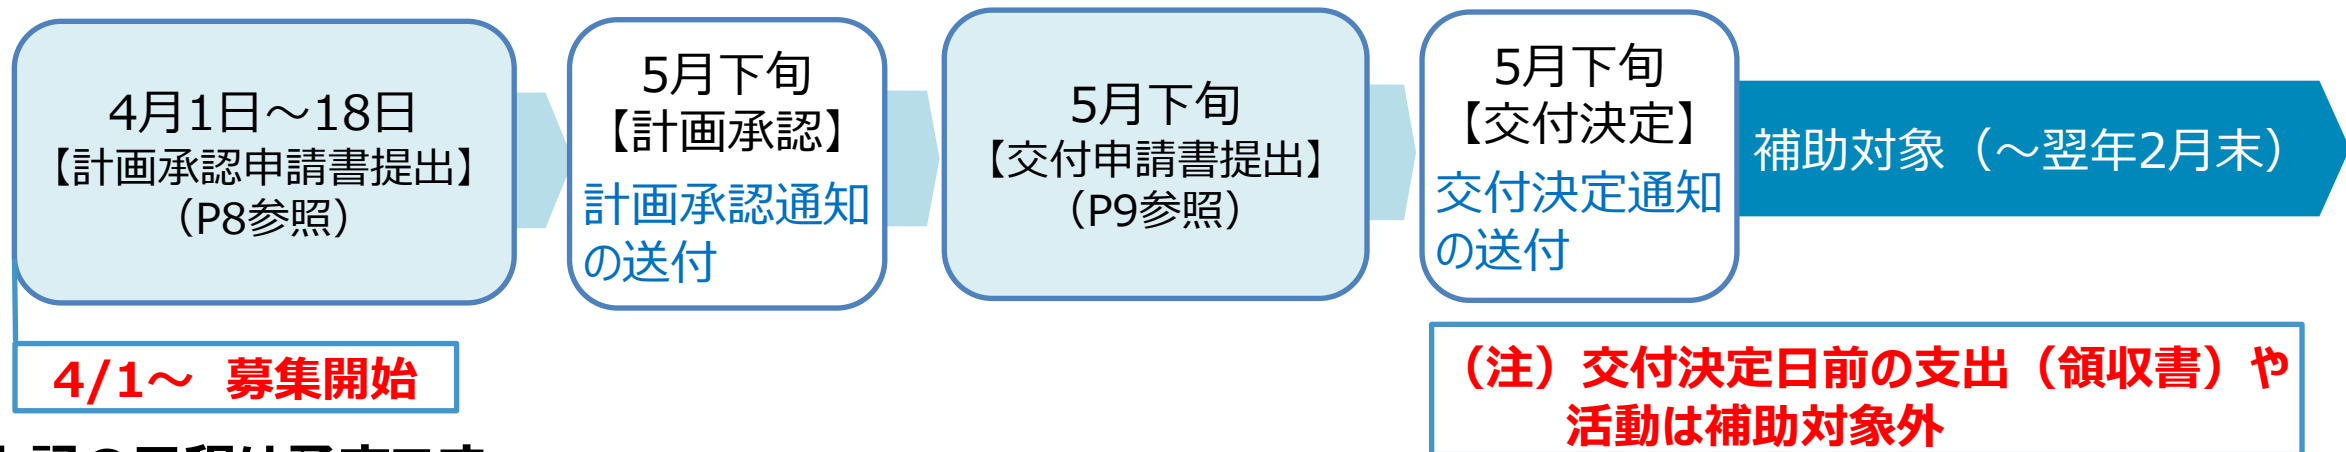 4月1日～18日
【計画承認申請書提出】
（P8参照）
5月下旬
【計画承認】
計画承認通知
の送付
5月下旬
【交付申請書提出】
（P9参照）
5月下旬
【交付決定】
交付決定通知
の送付
補助対象（～翌年2月末）
4/1～ 募集開始
（注）交付決定日前の支出（領収書）や
活動は補助対象外